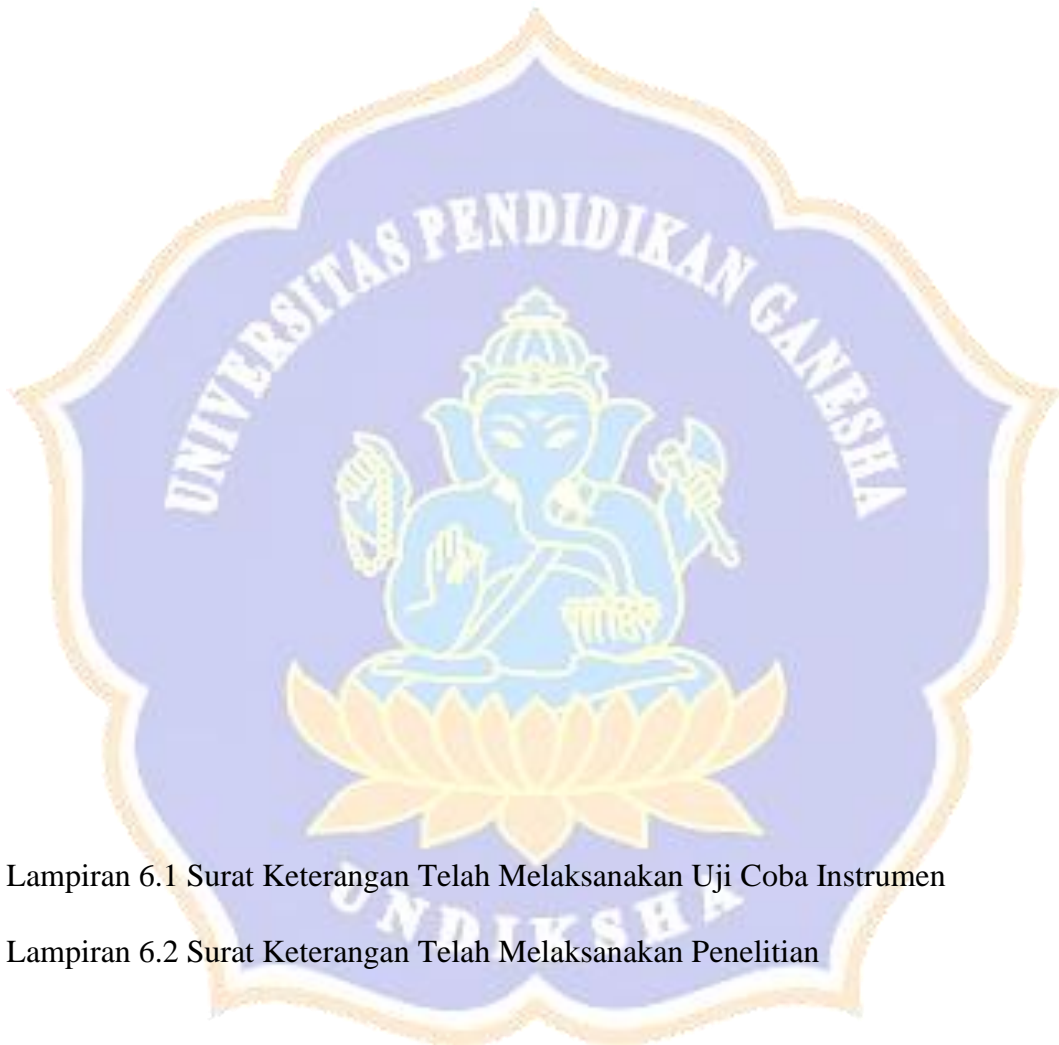 UNIVERSITAS PENDIDIKAN GANESHA
Lampiran 6.1 Surat Keterangan Telah Melaksanakan Uji Coba Instrumen
UNDIKSHA
Lampiran 6.2 Surat Keterangan Telah Melaksanakan Penelitian